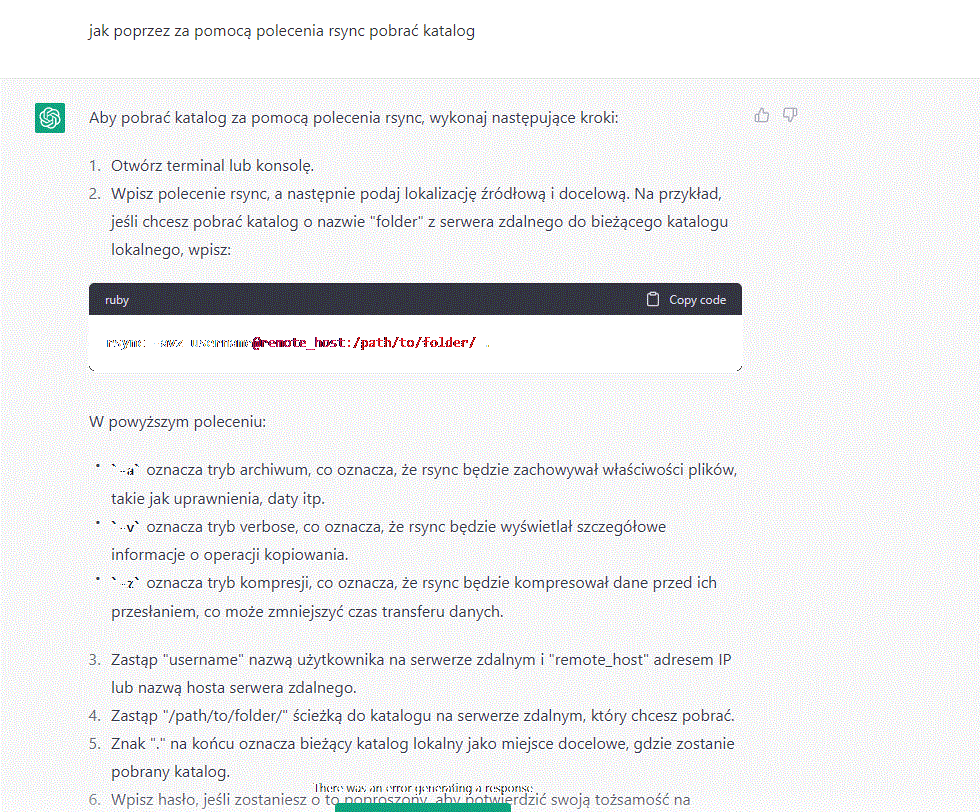 jak poprzez za pomocą polecenia rsync pobrać katalog
Aby pobrać katalog za pomocą polecenia rsync, wykonaj następujące kroki:
1. Otwórz terminal lub konsolę.
2. Wpisz polecenie rsync, a następnie podaj lokalizację źródłową i docelową. Na przykład,
jeśli chcesz pobrać katalog o nazwie "folder" z serwera zdalnego do bieżącego katalogu
lokalnego, wpisz:
ruby
Copy code
rsync -avz username@remote_host:/path/to/folder/ .
W powyższym poleceniu:
• `-a` oznacza tryb archiwum, co oznacza, że rsync będzie zachowywał właściwości plików,
takie jak uprawnienia, daty itp.
• `-v` oznacza tryb verbose, co oznacza, że rsync będzie wyświetlał szczegółowe
informacje o operacji kopiowania.
• `-z` oznacza tryb kompresji, co oznacza, że rsync będzie kompresował dane przed ich
przesłaniem, co może zmniejszyć czas transferu danych.
3. Zastąp "username" nazwą użytkownika na serwerze zdalnym i "remote_host" adresem IP
lub nazwą hosta serwera zdalnego.
4. Zastąp "/path/to/folder/" ścieżką do katalogu na serwerze zdalnym, który chcesz pobrać.
5. Znak "." na końcu oznacza bieżący katalog lokalny jako miejsce docelowe, gdzie zostanie
pobrany katalog.
There was an error generating a response
6. Wpisz hasło, jeśli zostaniesz o to poproszony, aby potwierdzić swoją tożsamość na